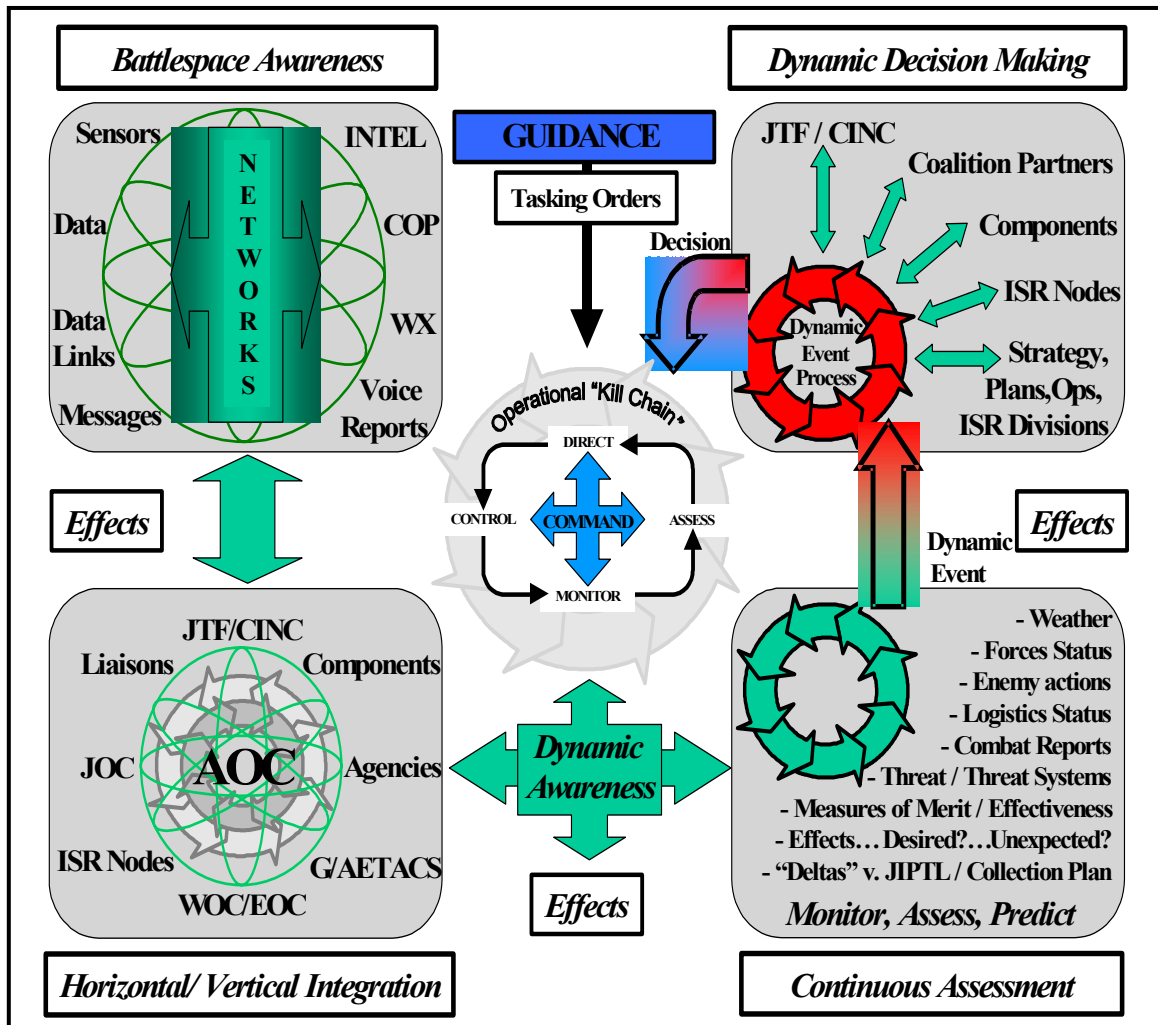 Battlespace Awareness
Sensors
INTEL
Data
COP
Data
Links
WX
Messages
Voice
Reports
NETWORKS
Effects
GUIDANCE
Tasking Orders
Dynamic Decision Making
JTF / CINC
Coalition Partners
Components
ISR Nodes
Strategy,
Plans,Ops,
ISR Divisions
Decision
Dynamic
Event
Process
Operational "Kill Chain"
DIRECT
CONTROL
COMMAND
ASSESS
MONITOR
Effects
Dynamic
Event
JTF/CINC
Liaisons
Components
JOC
AOC
Agencies
ISR Nodes
G/AETACS
WOC/EOC
Horizontal/ Vertical Integration
Dynamic
Awareness
Effects
- Weather
- Forces Status
- Enemy actions
- Logistics Status
- Combat Reports
- Threat / Threat Systems
- Measures of Merit / Effectiveness
- Effects… Desired?…Unexpected?
- “Deltas” v. JIPTL / Collection Plan
Monitor, Assess, Predict
Continuous Assessment